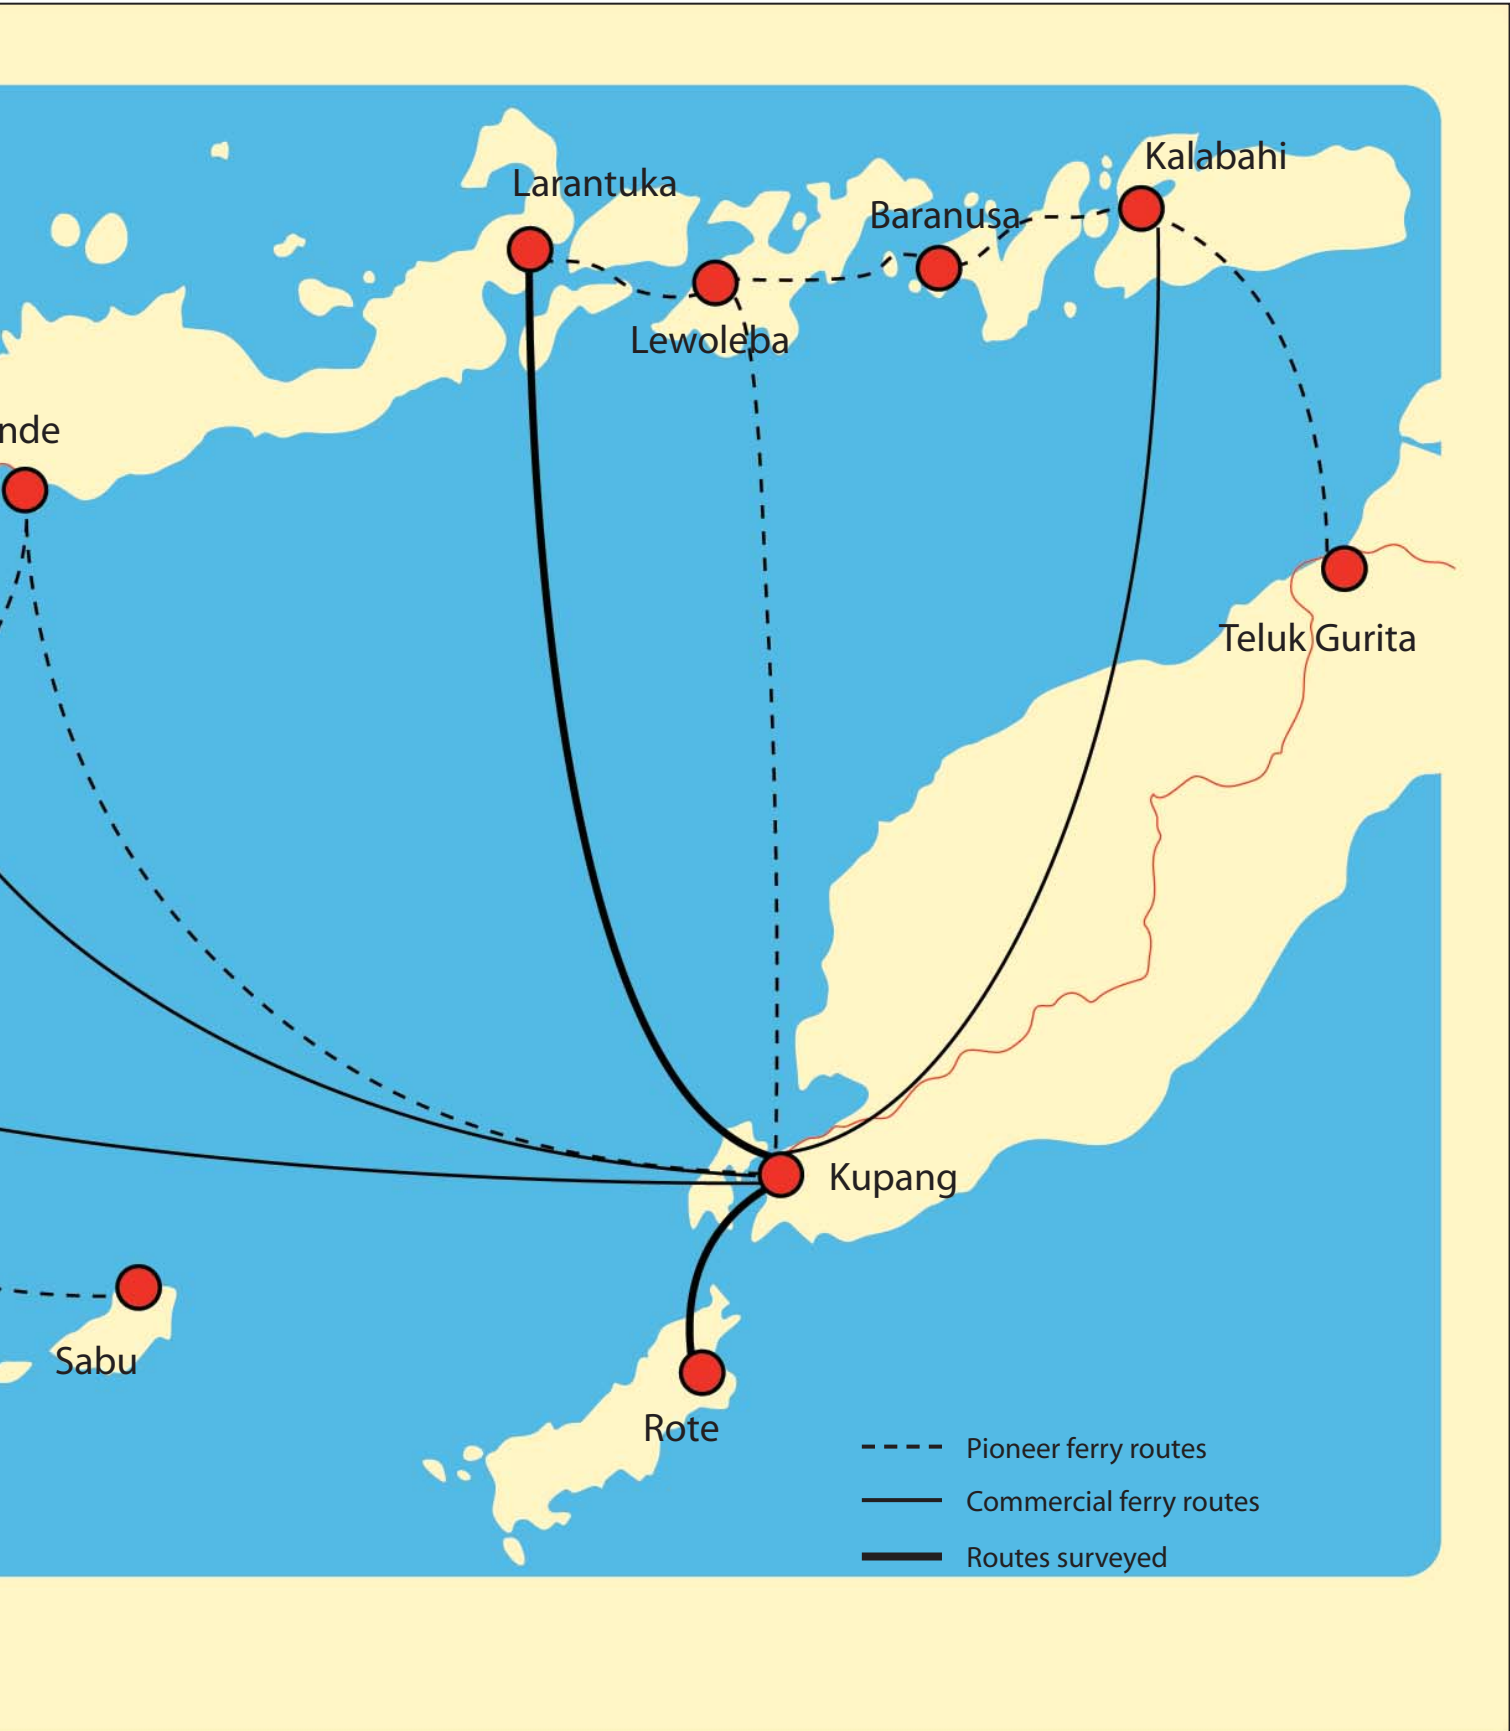 Kalabahi
Larantuka
Baranusa
Lewoleba
nde
Teluk Gurita
Kupang
Sabu
Rote
Pioneer ferry routes
Commercial ferry routes
Routes surveyed